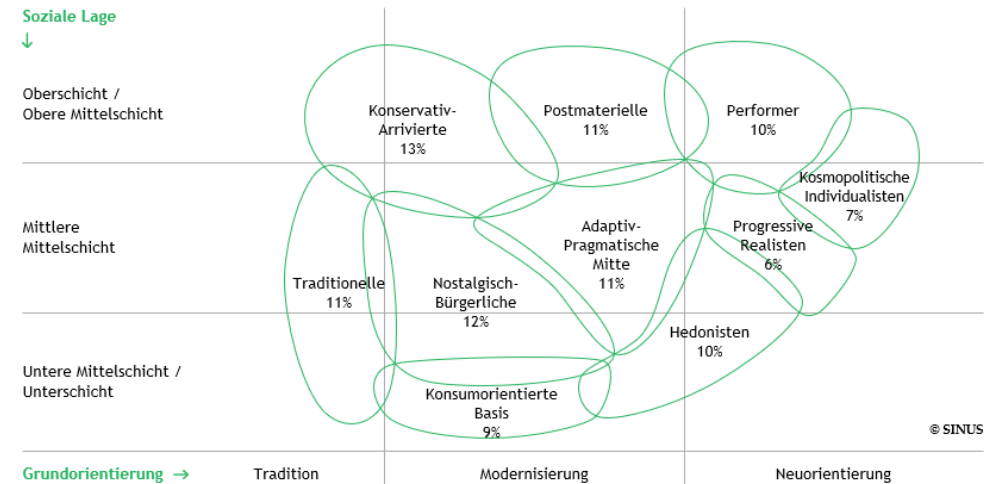 Soziale Lage
↓
Oberschicht /
Obere Mittelschicht
Konservativ-
Arrivierte
13%
Postmaterielle
11%
Performer
10%
Kosmopolitische
Individualisten
7%
Mittlere
Mittelschicht
Traditionelle
11%
Nostalgisch-
Bürgerliche
12%
Adaptiv-
Pragmatische
Mitte
11%
Progressive
Realisten
6%
Hedonisten
10%
Untere Mittelschicht /
Unterschicht
Konsumorientierte
Basis
9%
© SINUS
Grundorientierung →
Tradition
Modernisierung
Neuorientierung